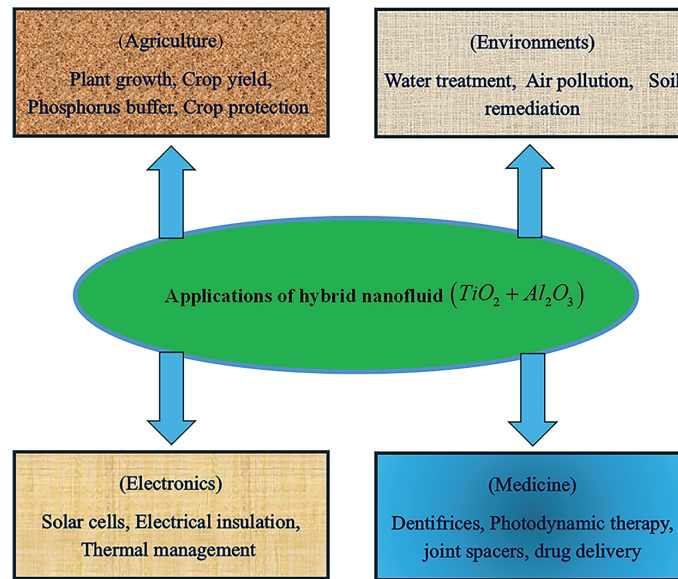 (Agriculture)
Plant growth, Crop yield,
Phosphorus buffer, Crop protection
(Environments)
Water treatment, Air pollution, Soil
remediation
Applications of hybrid nanofluid (TiO₂ + Al₂O₃)
(Electronics)
Solar cells, Electrical insulation,
Thermal management
(Medicine)
Dentifrices, Photodynamic therapy,
joint spacers, drug delivery